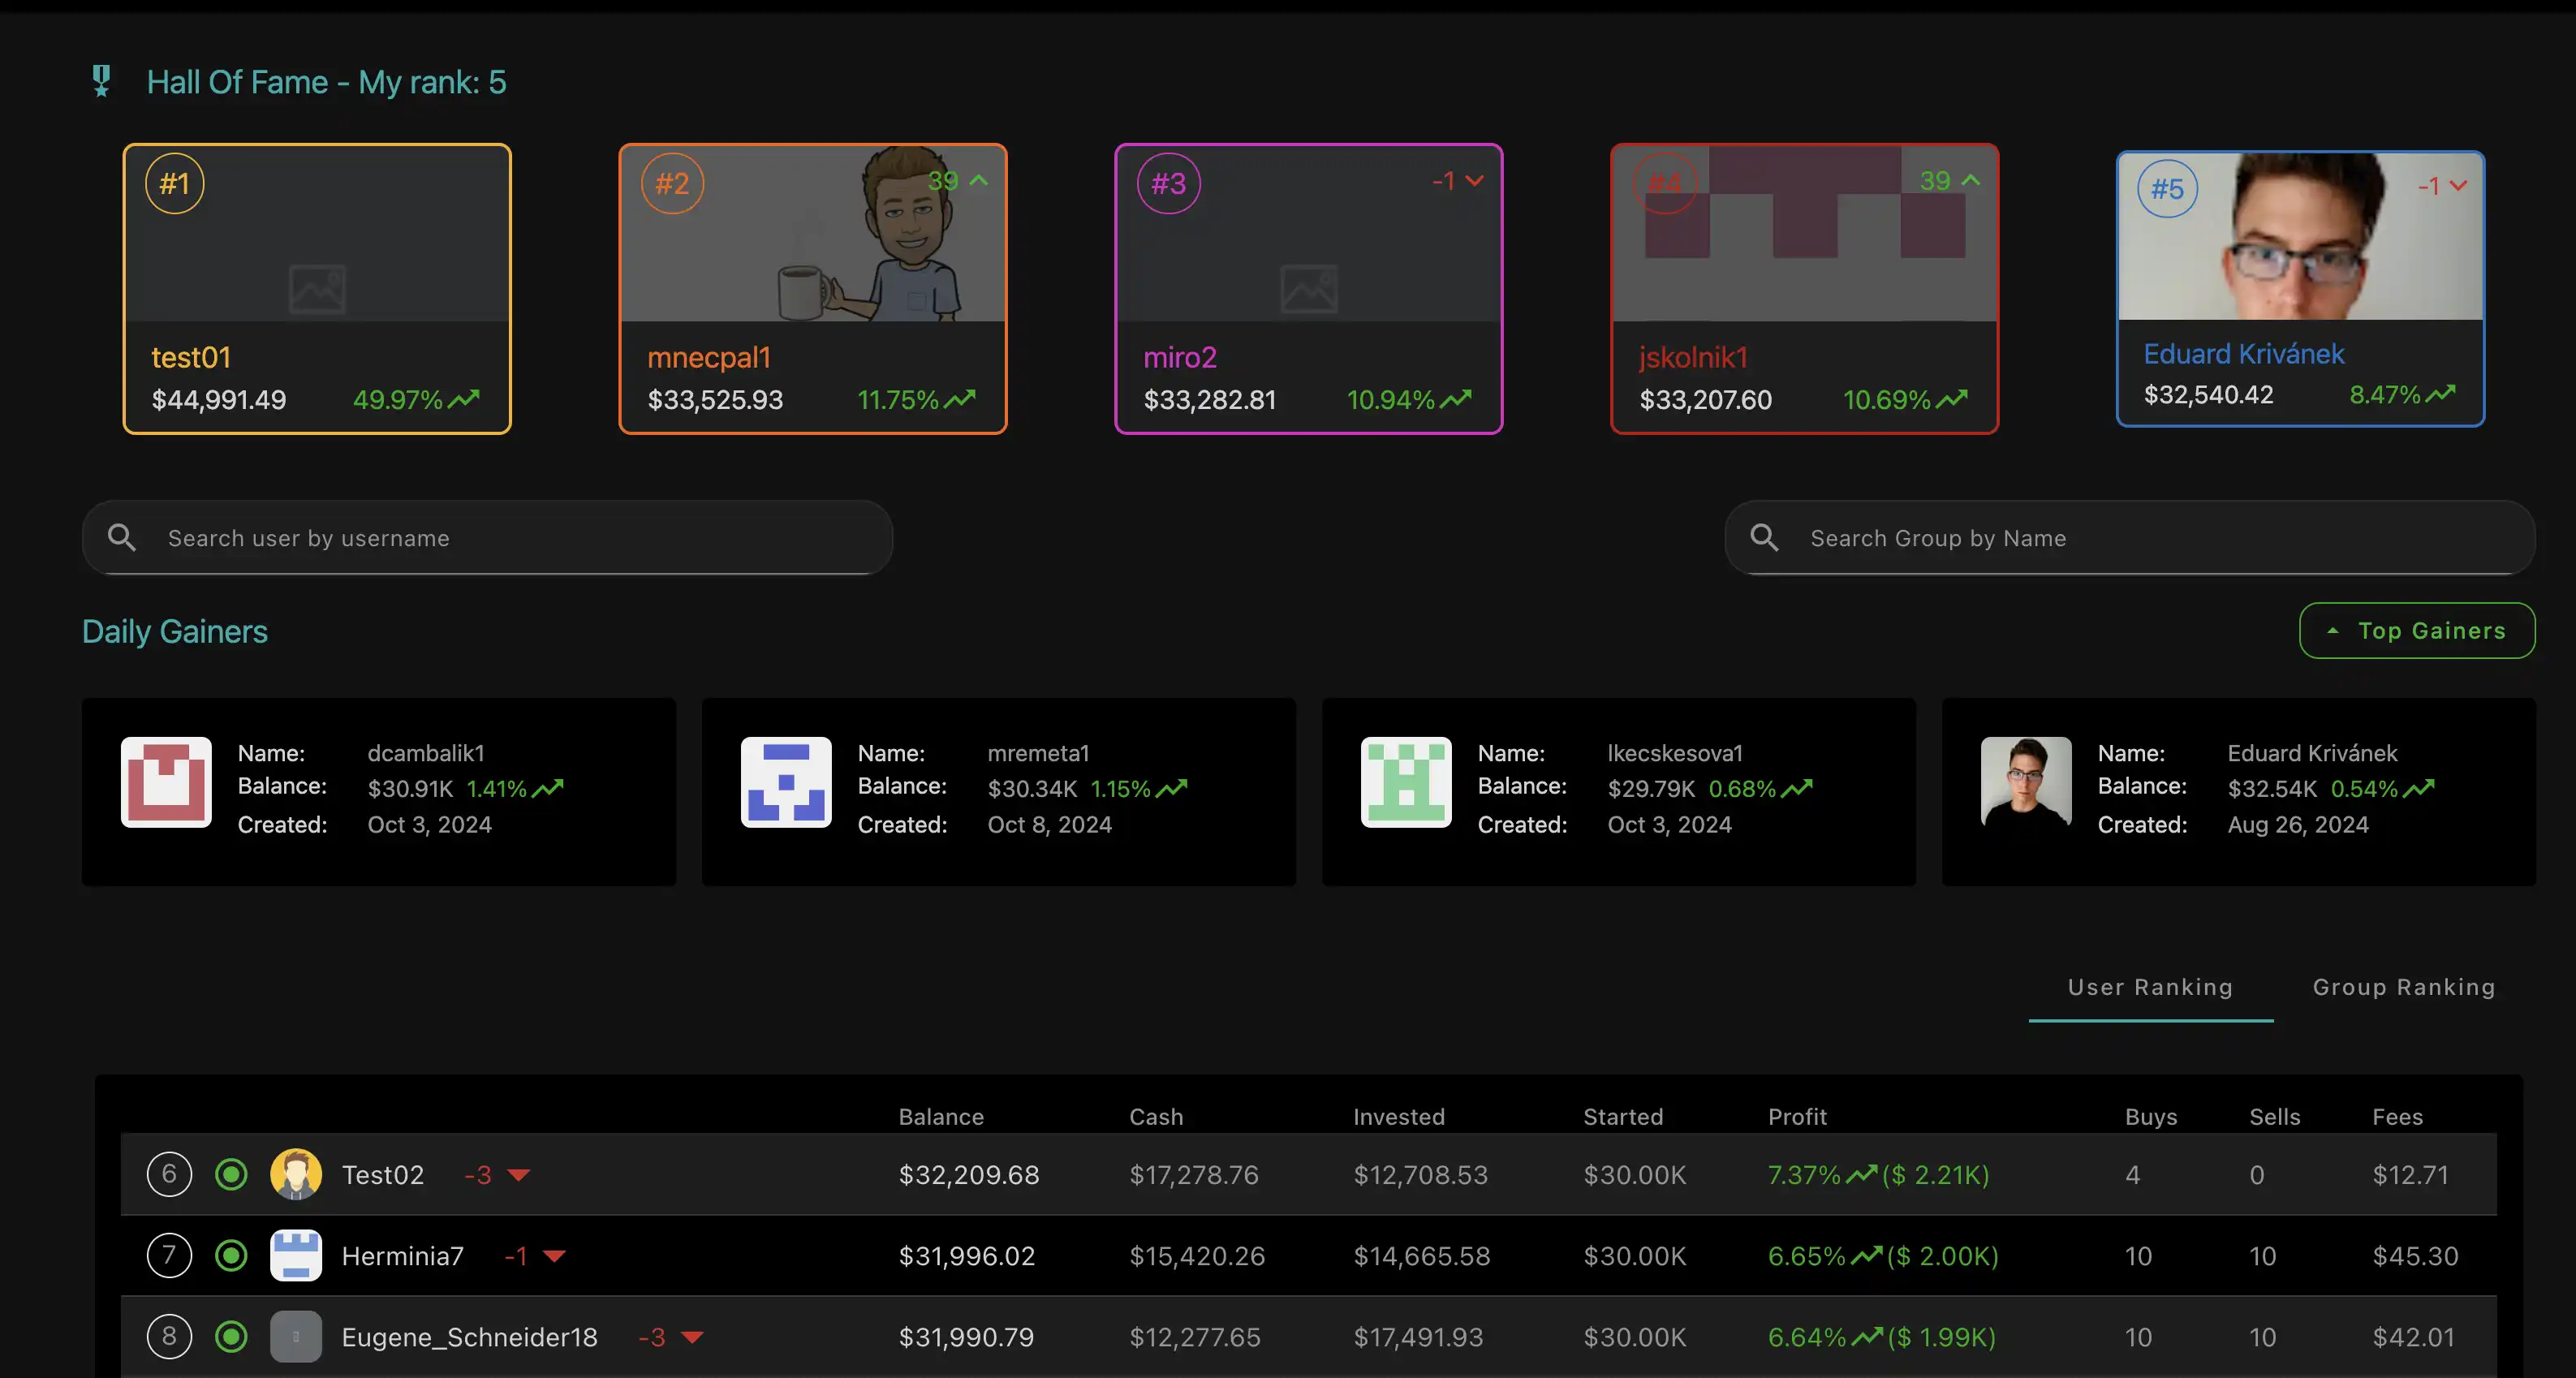 Hall Of Fame - My rank: 5
#1
#2 39
#3 -1
#4 39
#5 -1
test01
$44,991.49 49.97%
mnecpal1
$33,525.93 11.75%
miro2
$33,282.81 10.94%
jskolnik1
$33,207.60 10.69%
Eduard Krivánek
$32,540.42 8.47%
Search user by username
Search Group by Name
Daily Gainers
Top Gainers
Name: dcambalik1
Balance: $30.91K 1.41%
Created: Oct 3, 2024
Name: mremeta1
Balance: $30.34K 1.15%
Created: Oct 8, 2024
Name: lkecskesova1
Balance: $29.79K 0.68%
Created: Oct 3, 2024
Name: Eduard Krivánek
Balance: $32.54K 0.54%
Created: Aug 26, 2024
User Ranking Group Ranking
Balance Cash Invested Started Profit Buys Sells Fees
6 Test02 -3 $32,209.68 $17,278.76 $12,708.53 $30.00K 7.37% ($ 2.21K) 4 0 $12.71
7 Herminia7 -1 $31,996.02 $15,420.26 $14,665.58 $30.00K 6.65% ($ 2.00K) 10 10 $45.30
8 Eugene_Schneider18 -3 $31,990.79 $12,277.65 $17,491.93 $30.00K 6.64% ($ 1.99K) 10 10 $42.01